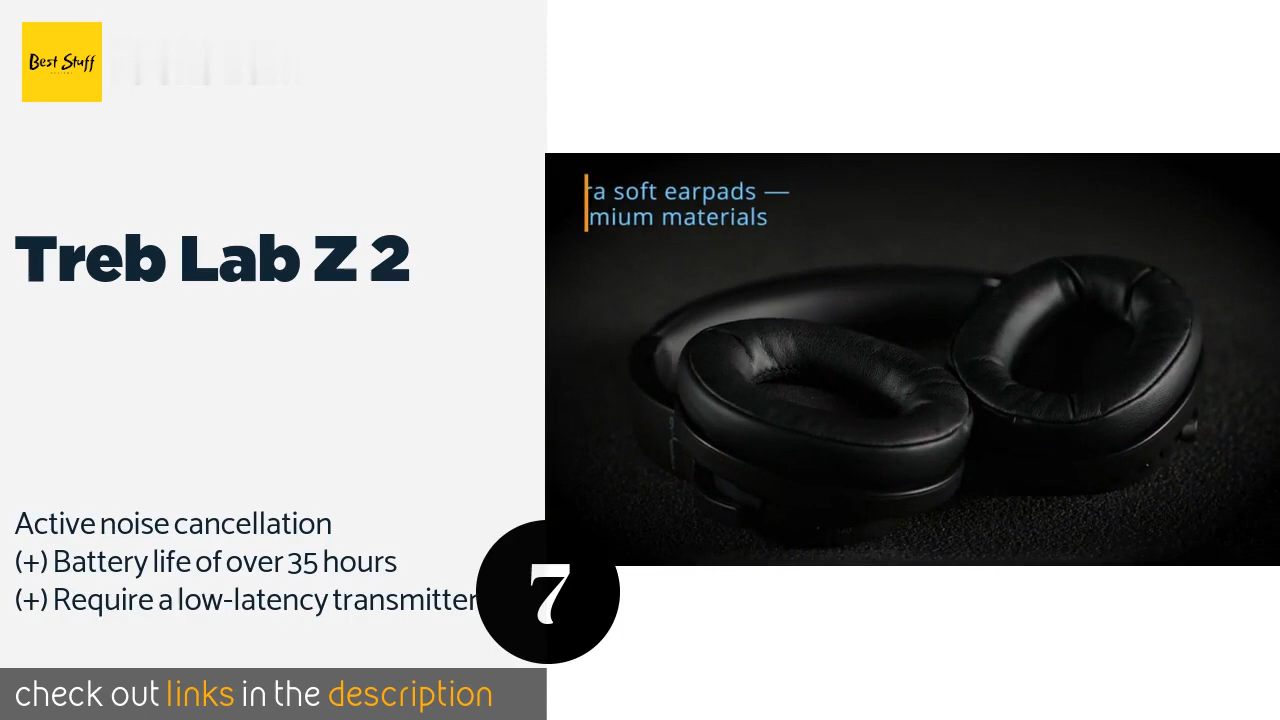 Best Stuff
ra soft earpads —
mium materials
Treb Lab Z 2
Active noise cancellation
(+) Battery life of over 35 hours
(+) Require a low-latency transmitter
7
check out links in the description